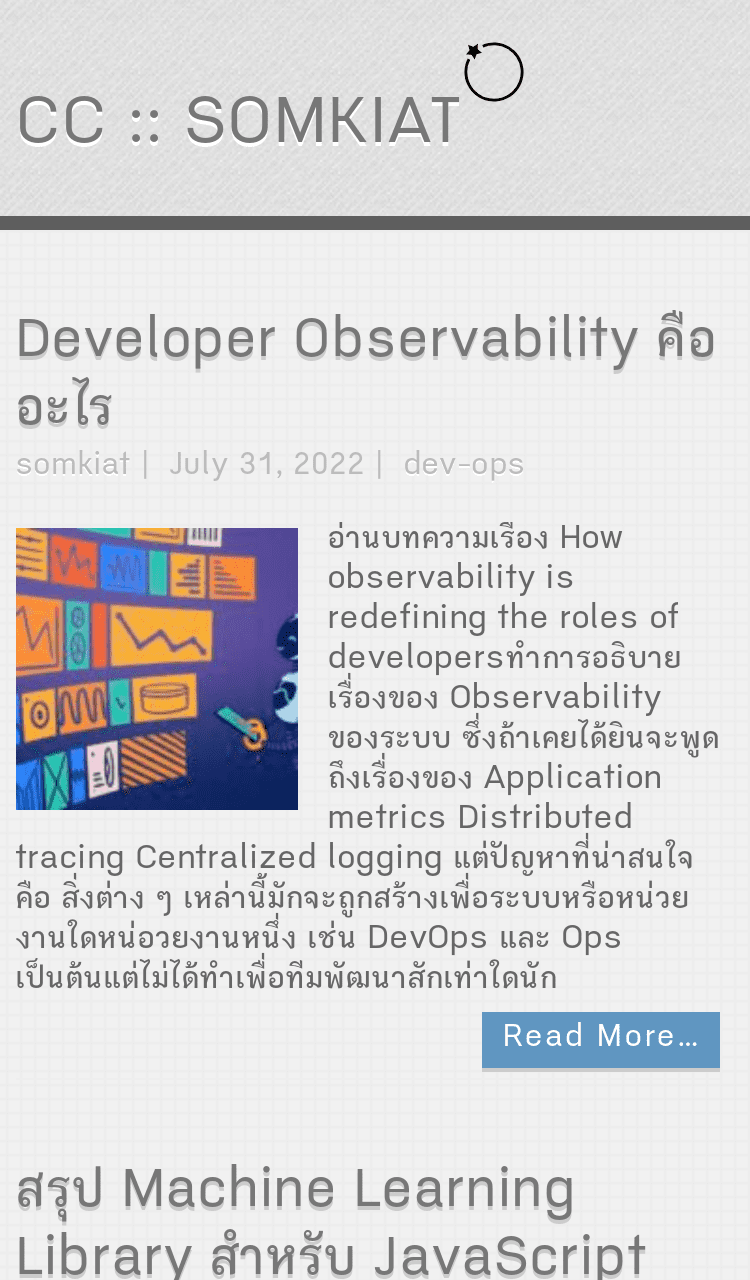 CC :: SOMKIAT
Developer Observability คือ
อะไร
somkiat | July 31, 2022 | dev-ops
อ่านบทความเรือง How
observability is
redefining the roles of
developersทำการอธิบาย
เรื่องของ Observability
ของระบบ ซึ่งถ้าเคยได้ยินจะพูด
ถึงเรื่องของ Application
metrics Distributed
tracing Centralized logging แต่ปัญหาที่น่าสนใจ
คือ สิ่งต่าง ๆ เหล่านี้มักจะถูกสร้างเพื่อระบบหรือหน่วย
งานใดหน่อวยงานหนึ่ง เช่น DevOps และ Ops
เป็นต้นแต่ไม่ได้ทำเพื่อทีมพัฒนาสักเท่าใดนัก
Read More...
สรุป Machine Learning
Library สำหรับ JavaScript